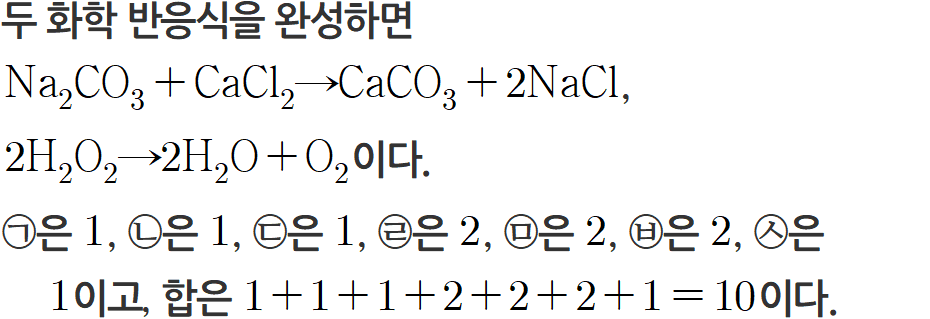 두 화학 반응식을 완성하면
Na₂CO₃＋CaCl₂→CaCO₃＋2NaCl,
2H₂O₂→2H₂O＋O₂이다.
㉠은 1, ㉡은 1, ㉢은 1, ㉣은 2, ㉤은 2, ㉥은 2, ㉦은
1이고, 합은 1＋1＋1＋2＋2＋2＋1＝10이다.